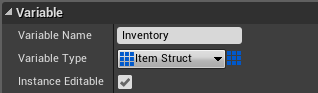 Variable
Variable Name Inventory
Variable Type Item Struct
Instance Editable